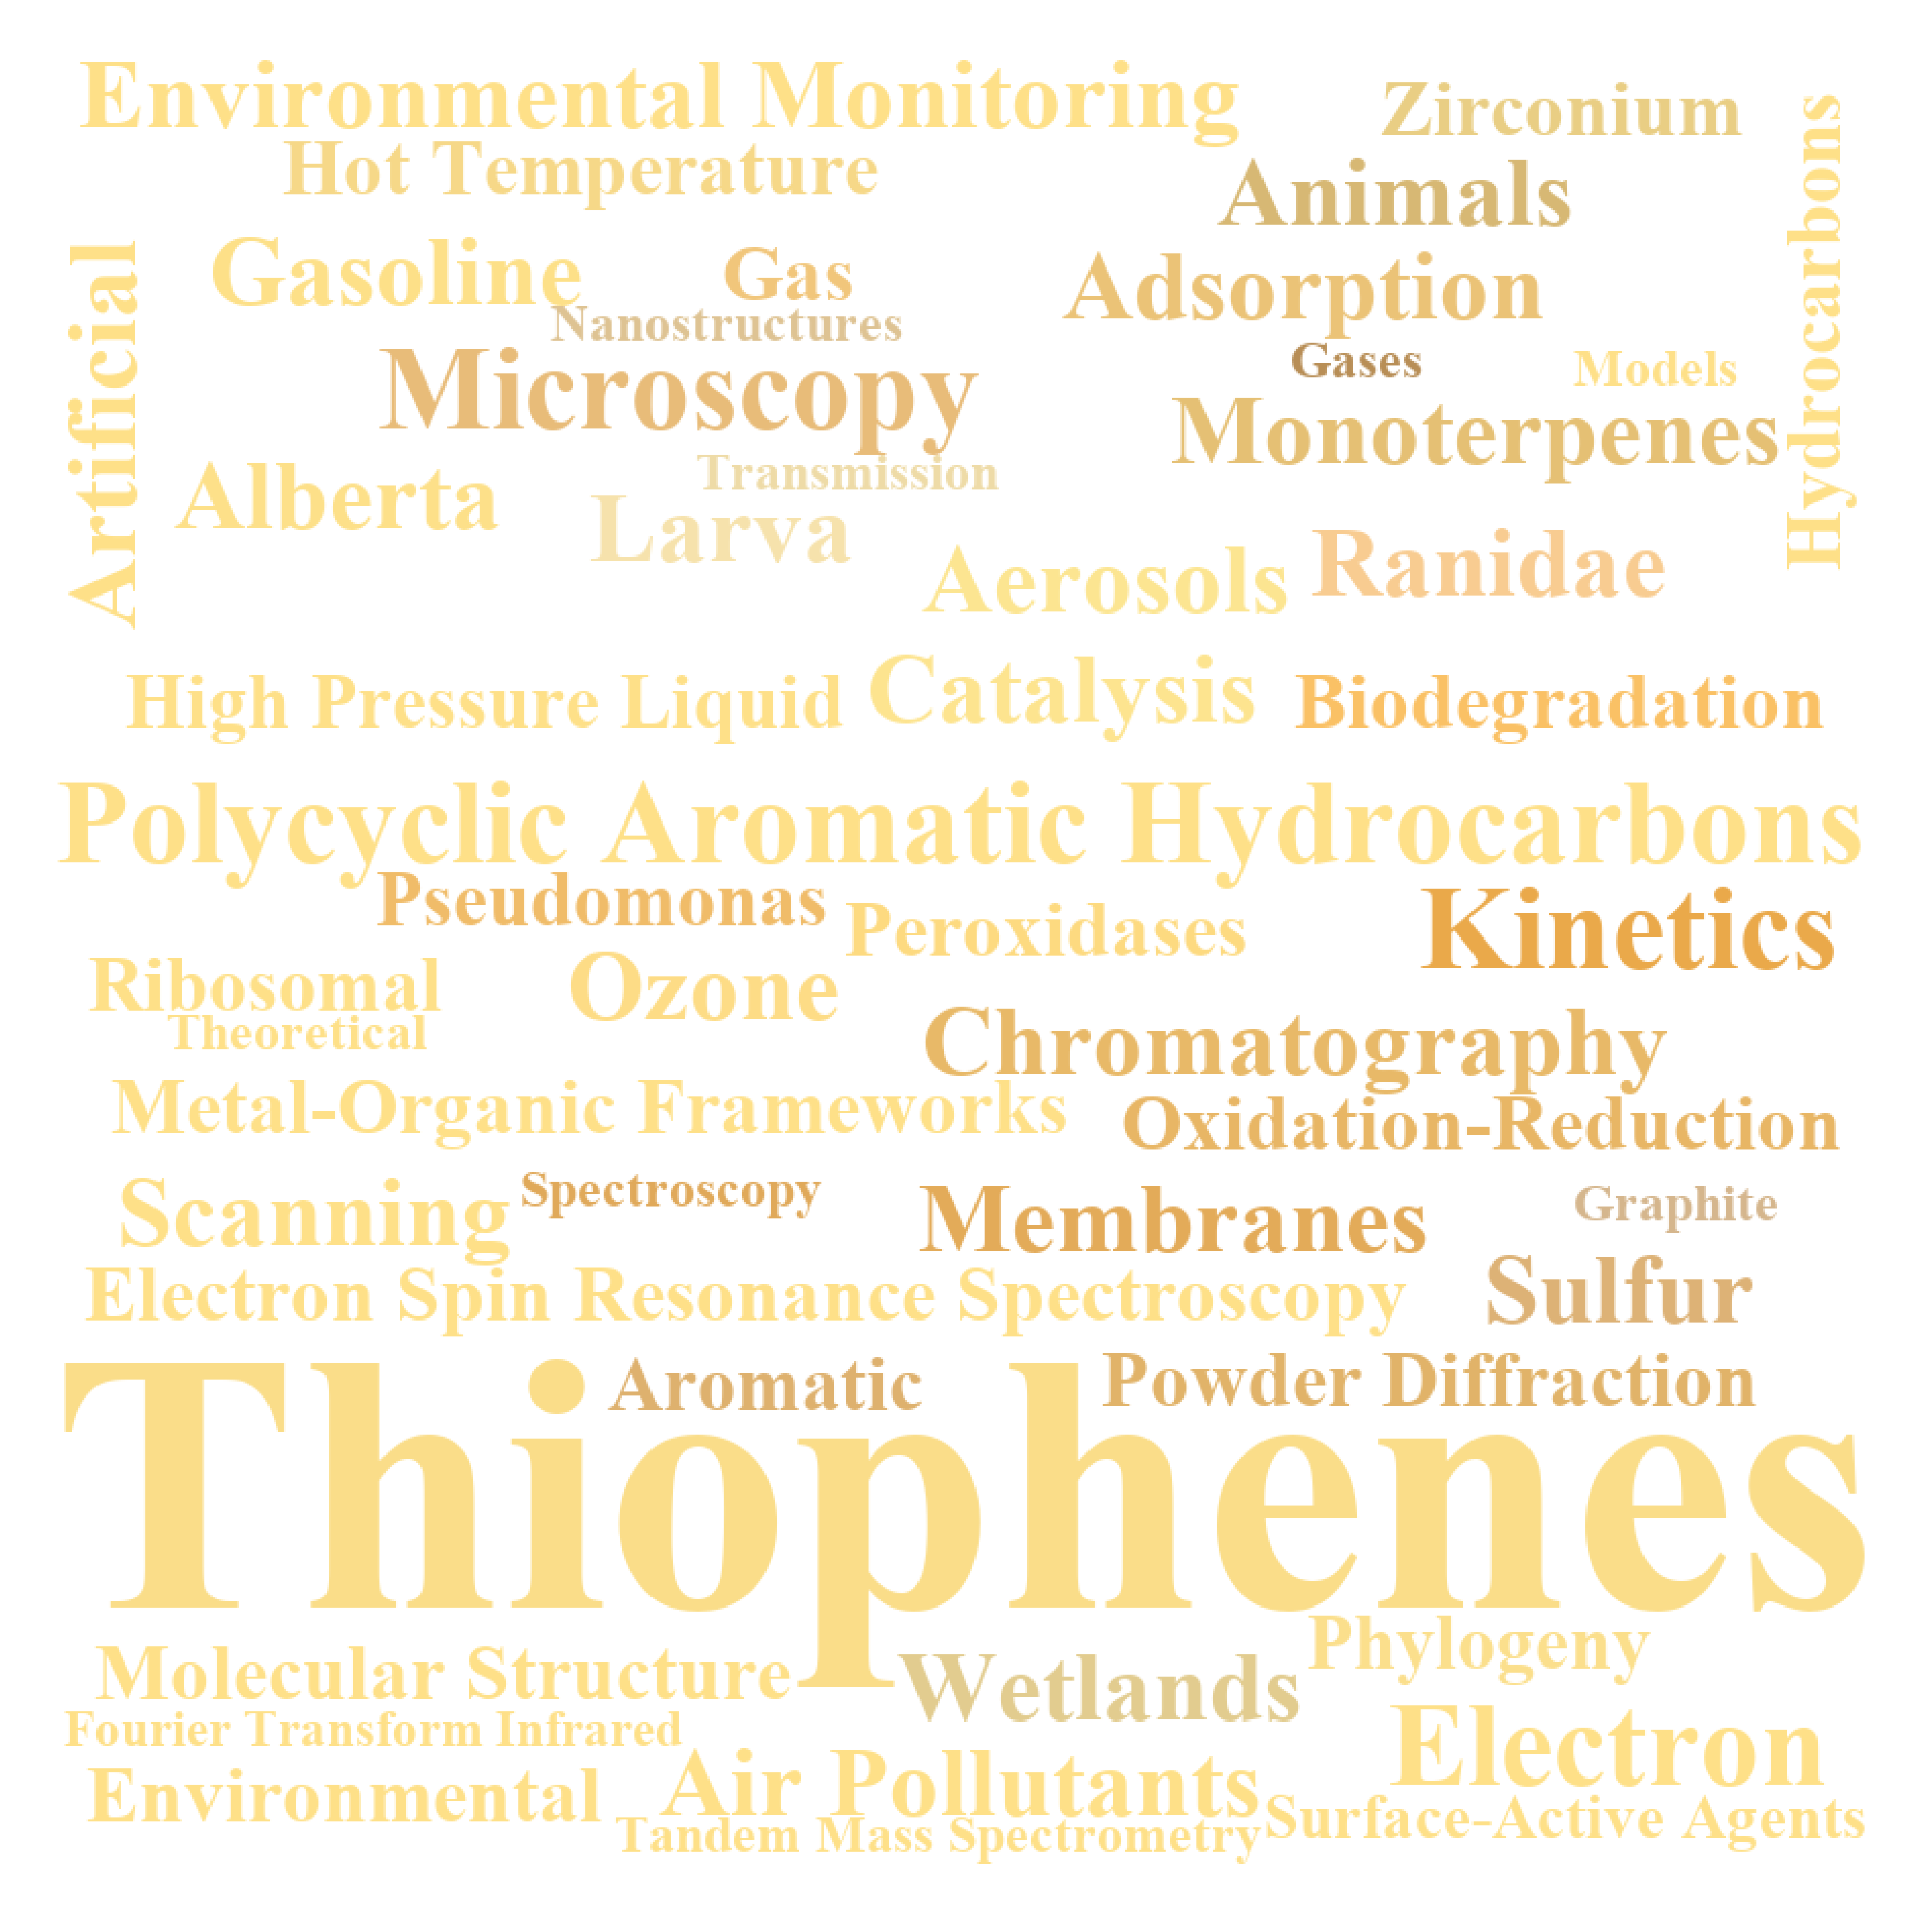 Environmental Monitoring
Zirconium
Hot Temperature
Animals
Hydrocarbons
Artificial
Gasoline
Gas
Adsorption
Nanostructures
Microscopy
Gases
Models
Monoterpenes
Alberta
Transmission
Larva
Aerosols
Ranidae
High Pressure Liquid
Catalysis
Biodegradation
Polycyclic Aromatic Hydrocarbons
Pseudomonas
Peroxidases
Kinetics
Ribosomal
Ozone
Theoretical
Chromatography
Metal-Organic Frameworks
Oxidation-Reduction
Scanning
Spectroscopy
Membranes
Graphite
Electron Spin Resonance Spectroscopy
Sulfur
Aromatic
Powder Diffraction
Thiophenes
Molecular Structure
Wetlands
Phylogeny
Fourier Transform Infrared
Electron
Environmental
Air Pollutants
Tandem Mass Spectrometry
Surface-Active Agents